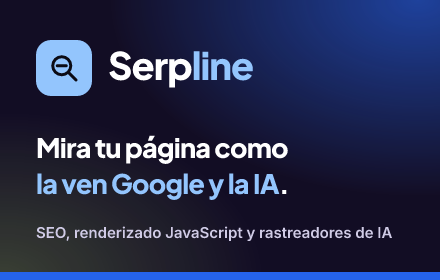 Serpline
Mira tu página como
la ven Google y la IA.
SEO, renderizado JavaScript y rastreadores de IA